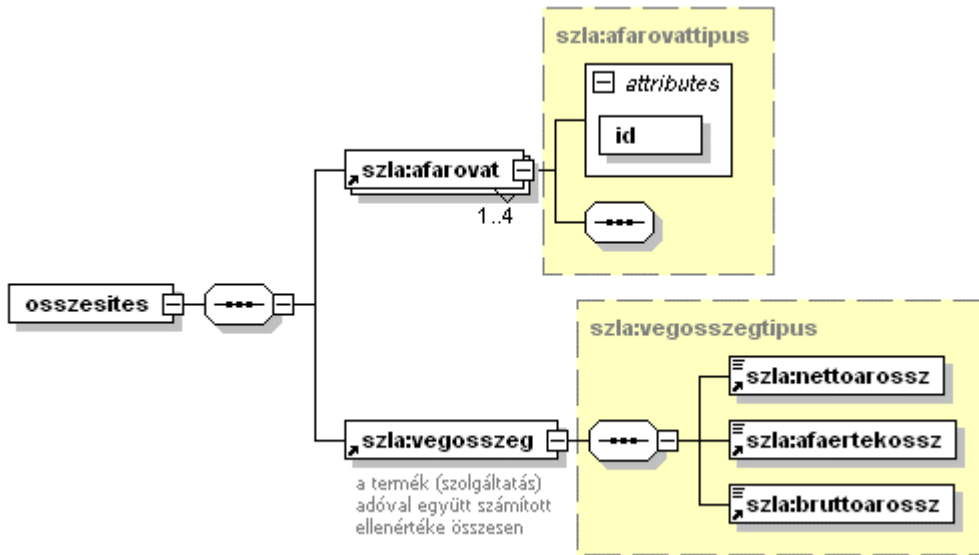 szla:afarovattipus
attributes
id
szla:afarovat
1..4
osszesites
szla:vegosszegtipus
szla:nettoarossz
szla:vegosszeg
szla:afaertekossz
szla:bruttoarossz
a termék (szolgáltatás)
adóval együtt számított
ellenértéke összesen